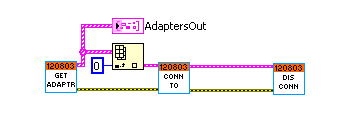 AdaptersOut
0
120803
GET
ADAPTR
120803
CONN
TO
120803
DIS
CONN